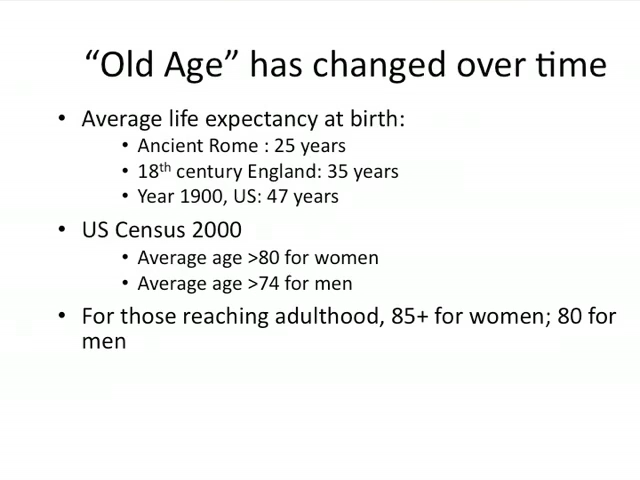 “Old Age” has changed over time
• Average life expectancy at birth:
• Ancient Rome : 25 years
• 18th century England: 35 years
• Year 1900, US: 47 years
• US Census 2000
• Average age >80 for women
• Average age >74 for men
• For those reaching adulthood, 85+ for women; 80 for
men